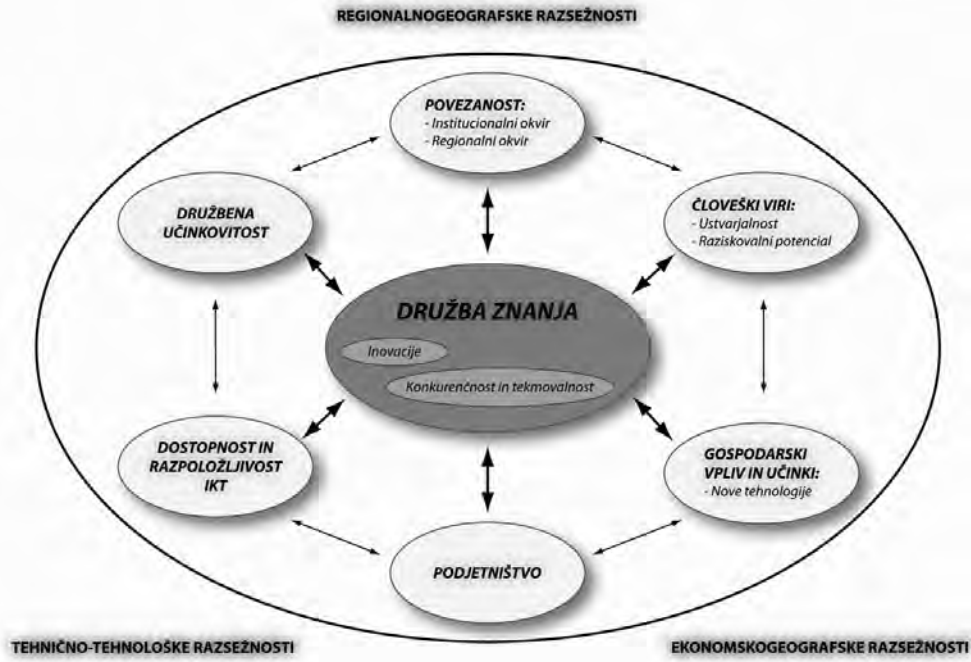 REGIONALNOGEOGRAFSKE RAZSEŽNOSTI
POVEZANOST:
- Institucionalni okvir
- Regionalni okvir
DRUŽBENA
UČINKOVITOST
ČLOVEŠKI VIRI:
- Ustvarjalnost
- Raziskovalni potencial
DRUŽBA ZNANJA
Inovacije
Konkurenčnost in tekmovalnost
DOSTOPNOST IN
RAZPOLOŽLJIVOST
IKT
GOSPODARSKI
VPLIV IN UČINKI:
- Nove tehnologije
PODJETNIŠTVO
TEHNIČNO-TEHNOLOŠKE RAZSEŽNOSTI
EKONOMSKOGEOGRAFSKE RAZSEŽNOSTI